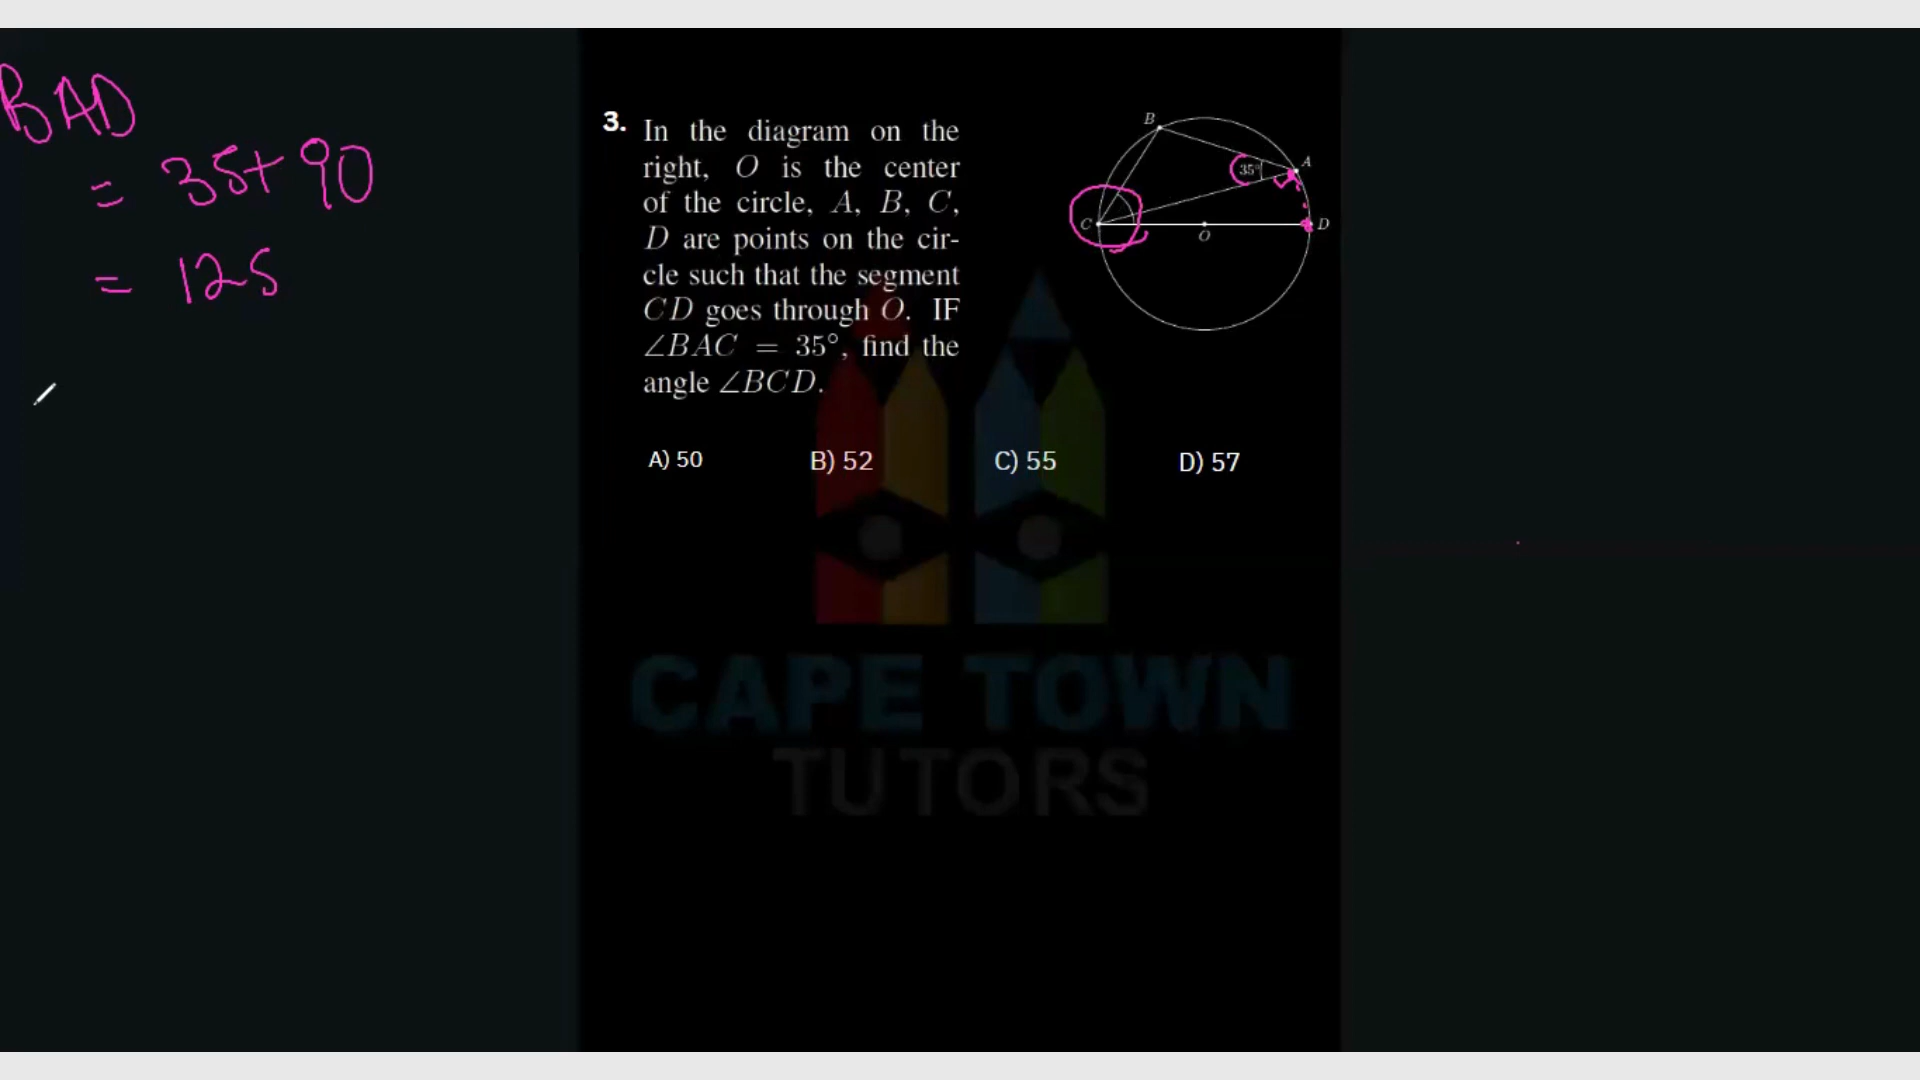 BAD
= 35+90
= 125
3. In the diagram on the
right, O is the center
of the circle, A, B, C,
D are points on the cir-
cle such that the segment
CD goes through O. IF
∠BAC = 35°, find the
angle ∠BCD.
B
A
35°
C
O
D
A) 50
B) 52
C) 55
D) 57
CAPE TOWN
TUTORS